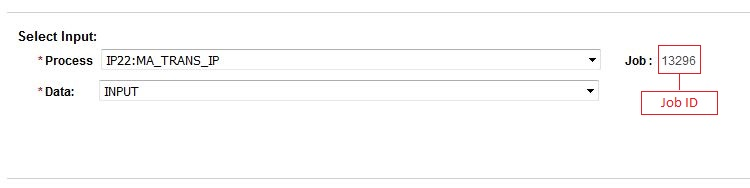 Select Input:
* Process IP22:MA_TRANS_IP Job : 13296
* Data: INPUT
Job ID